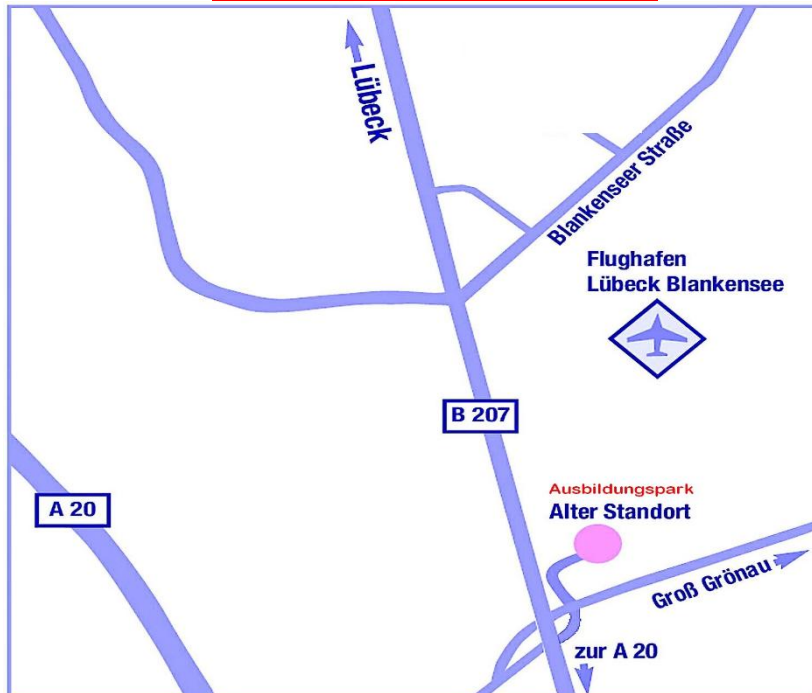 Lübeck
Blankenseer Straße
Flughafen
Lübeck Blankensee
B 207
A 20
Ausbildungspark
Alter Standort
Groß Grönau
zur A 20